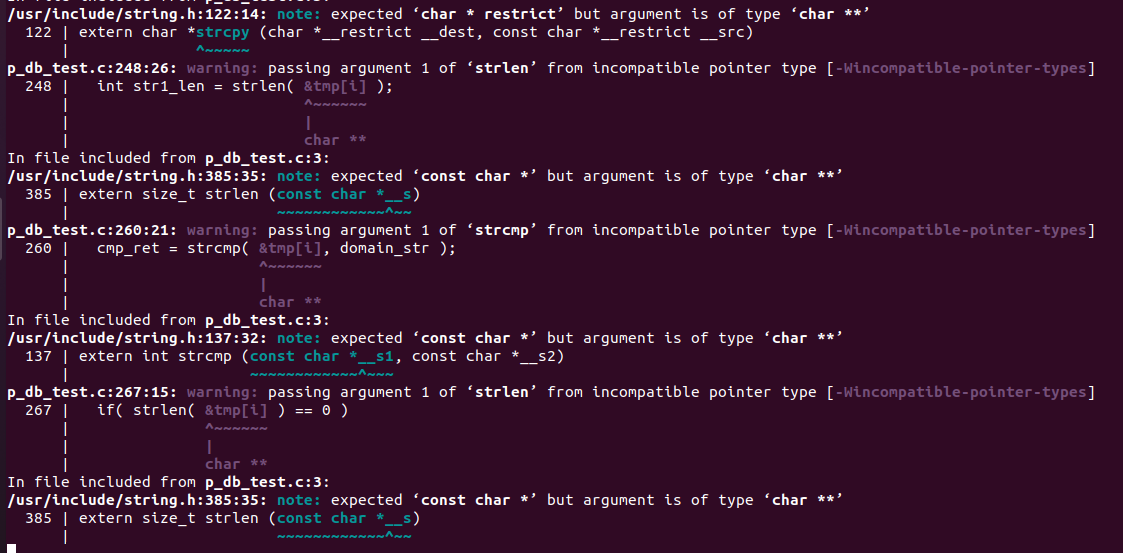 /usr/include/string.h:122:14: note: expected ‘char * restrict’ but argument is of type ‘char **’
  122 | extern char *strcpy (char *__restrict __dest, const char *__restrict __src)
      |              ^~~~~~
p_db_test.c:248:26: warning: passing argument 1 of ‘strlen’ from incompatible pointer type [-Wincompatible-pointer-types]
  248 |   int str1_len = strlen( &tmp[i] );
      |                          ^~~~~~~
      |                          |
      |                          char **
In file included from p_db_test.c:3:
/usr/include/string.h:385:35: note: expected ‘const char *’ but argument is of type ‘char **’
  385 | extern size_t strlen (const char *__s)
      |                       ~~~~~~~~~~~~^~~
p_db_test.c:260:21: warning: passing argument 1 of ‘strcmp’ from incompatible pointer type [-Wincompatible-pointer-types]
  260 |   cmp_ret = strcmp( &tmp[i], domain_str );
      |                     ^~~~~~~
      |                     |
      |                     char **
In file included from p_db_test.c:3:
/usr/include/string.h:137:32: note: expected ‘const char *’ but argument is of type ‘char **’
  137 | extern int strcmp (const char *__s1, const char *__s2)
      |                    ~~~~~~~~~~~~^~~~
p_db_test.c:267:15: warning: passing argument 1 of ‘strlen’ from incompatible pointer type [-Wincompatible-pointer-types]
  267 |   if( strlen( &tmp[i] ) == 0 )
      |               ^~~~~~~
      |               |
      |               char **
In file included from p_db_test.c:3:
/usr/include/string.h:385:35: note: expected ‘const char *’ but argument is of type ‘char **’
  385 | extern size_t strlen (const char *__s)
      |                       ~~~~~~~~~~~~^~~